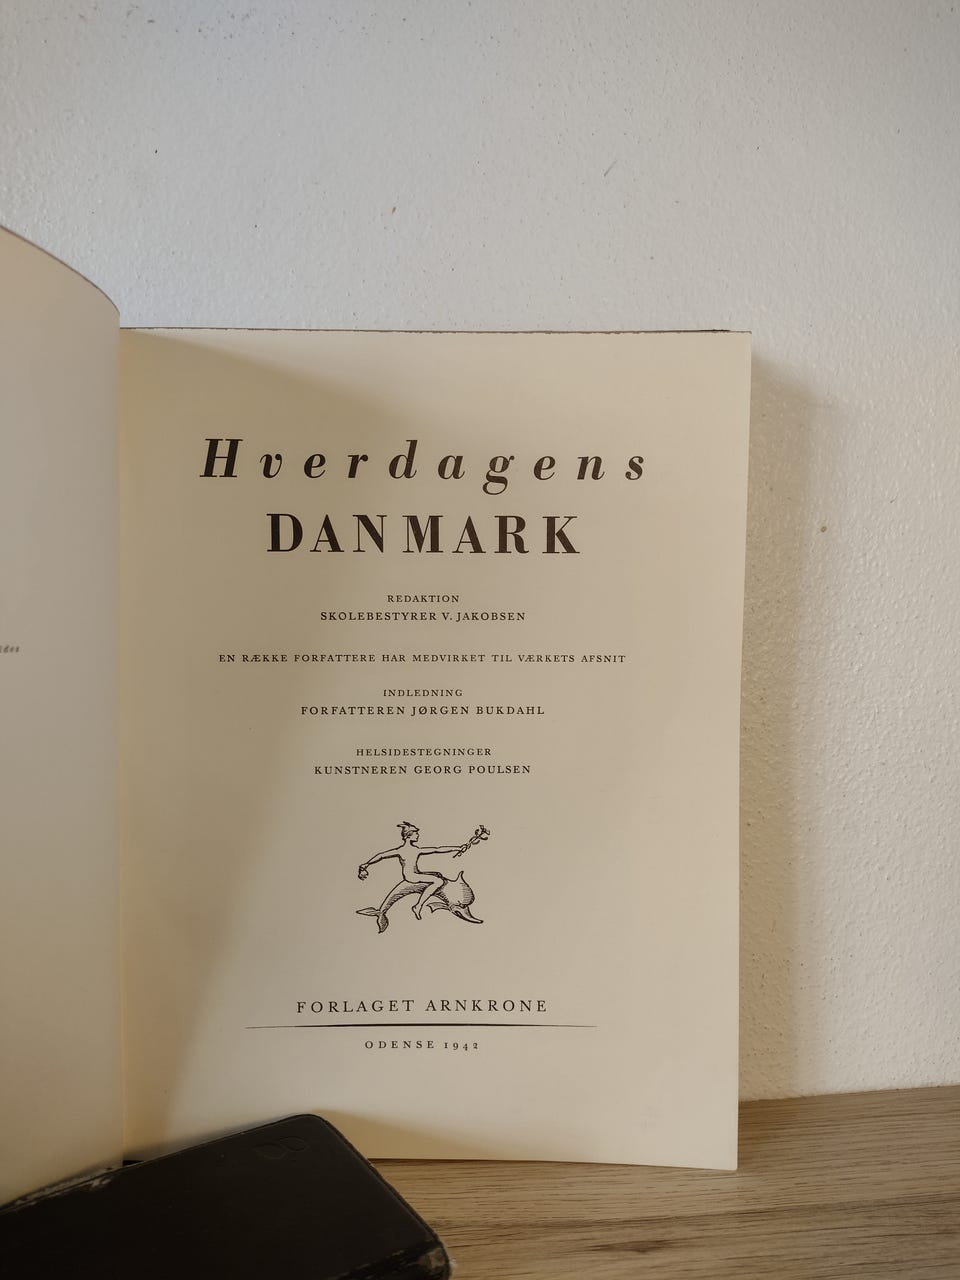 Hverdagens
DANMARK
REDAKTION
SKOLEBESTYRER V. JAKOBSEN
EN RÆKKE FORFATTERE HAR MEDVIRKET TIL VÆRKETS AFSNIT
INDLEDNING
FORFATTEREN JØRGEN BUKDAHL
HELSIDESTEGNINGER
KUNSTNEREN GEORG POULSEN
FORLAGET ARNKRONE
ODENSE 1942